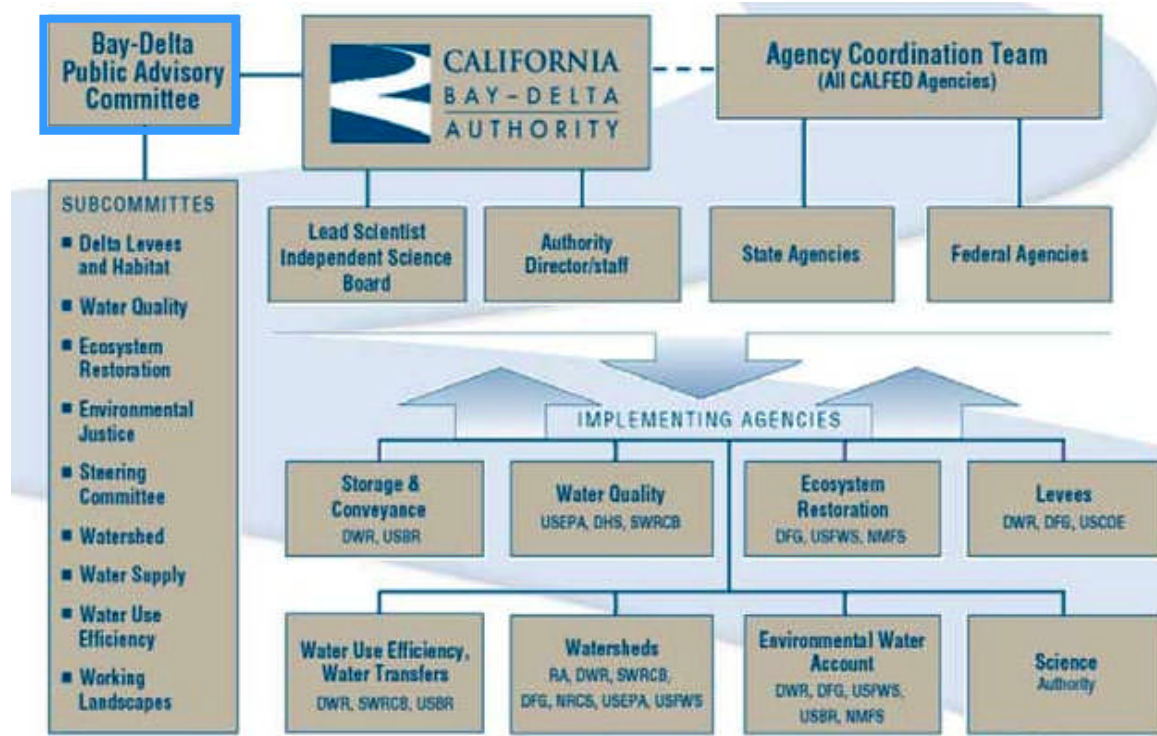 Bay-Delta
Public Advisory
Committee
CALIFORNIA
BAY-DELTA
AUTHORITY
Agency Coordination Team
(All CALFED Agencies)
SUBCOMMITTES
■ Delta Levees
and Habitat
■ Water Quality
■ Ecosystem
Restoration
■ Environmental
Justice
■ Steering
Committee
■ Watershed
■ Water Supply
■ Water Use
Efficiency
■ Working
Landscapes
Lead Scientist
Independent Science
Board
Authority
Director/staff
State Agencies
Federal Agencies
IMPLEMENTING AGENCIES
Storage &
Conveyance
DWR, USBR
Water Quality
USEPA, DHS, SWRCB
Ecosystem
Restoration
DFG, USFWS, NMFS
Levees
DWR, DFG, USCOE
Water Use Efficiency,
Water Transfers
DWR, SWRCB, USBR
Watersheds
RA, DWR, SWRCB,
DFG, NRCS, USEPA, USFWS
Environmental Water
Account
DWR, DFG, USFWS,
USBR, NMFS
Science
Authority